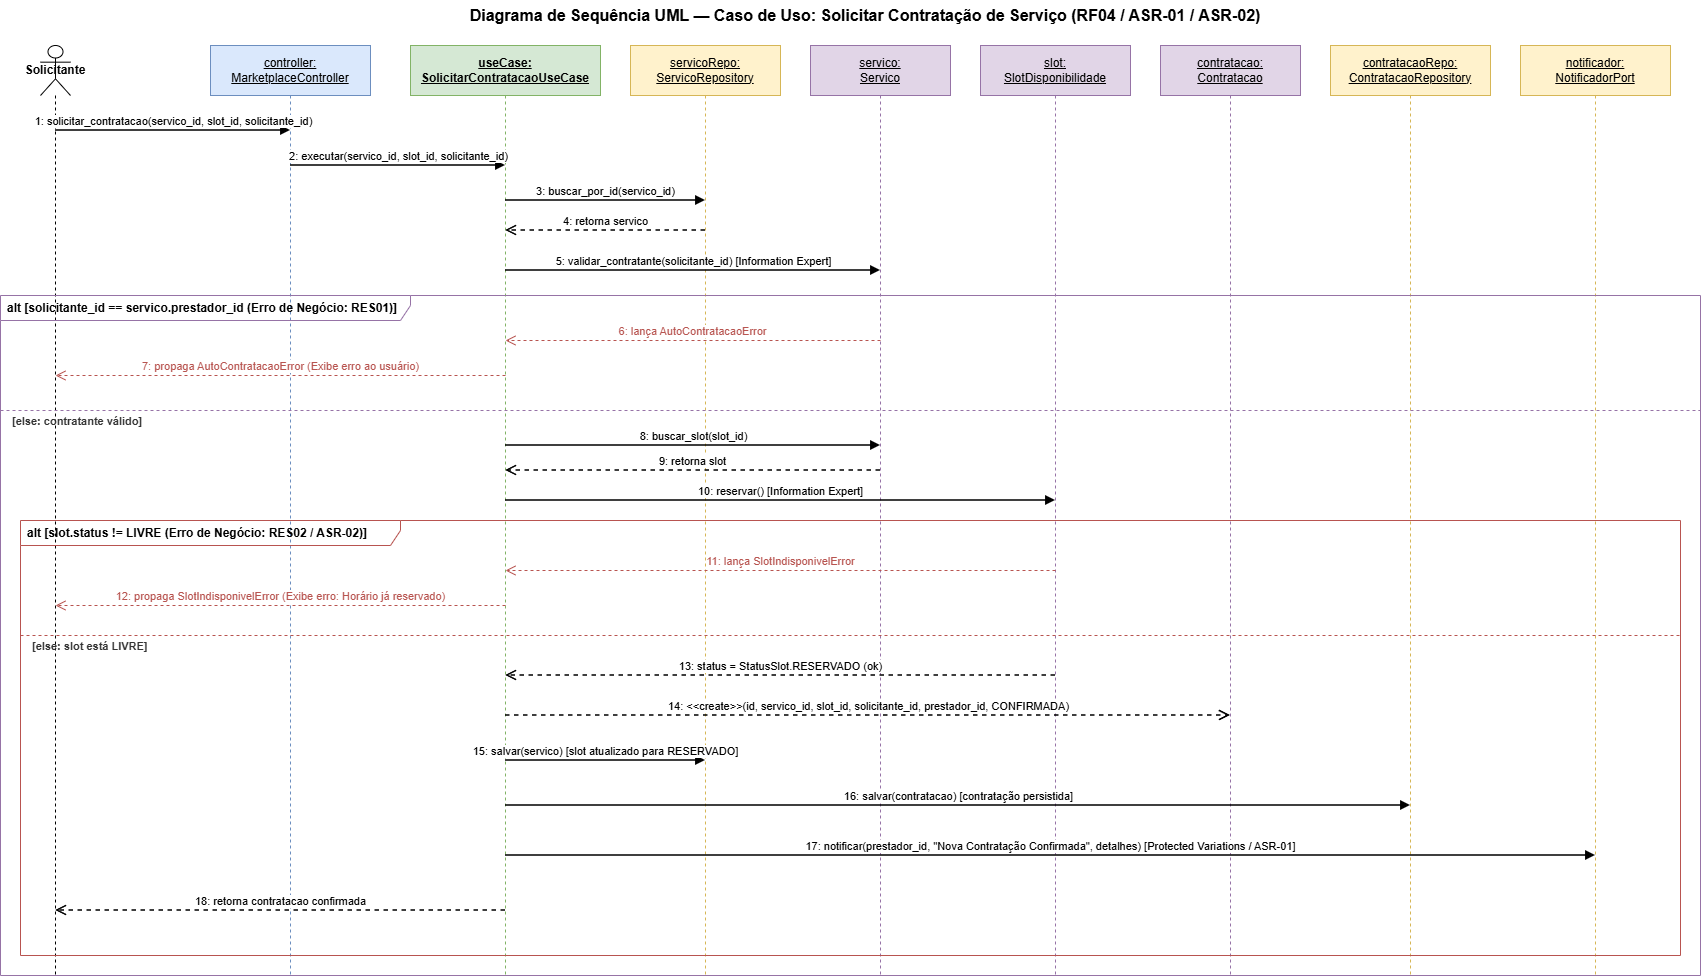 Diagrama de Sequência UML — Caso de Uso: Solicitar Contratação de Serviço (RF04 / ASR-01 / ASR-02)
Solicitante
controller:
MarketplaceController
useCase:
SolicitarContratacaoUseCase
servicoRepo:
ServicoRepository
servico:
Servico
slot:
SlotDisponibilidade
contratacao:
Contratacao
contratacaoRepo:
ContratacaoRepository
notificador:
NotificadorPort
1: solicitar_contratacao(servico_id, slot_id, solicitante_id)
2: executar(servico_id, slot_id, solicitante_id)
3: buscar_por_id(servico_id)
4: retorna servico
5: validar_contratante(solicitante_id) [Information Expert]
alt [solicitante_id == servico.prestador_id (Erro de Negócio: RES01)]
6: lança AutoContratacaoError
7: propaga AutoContratacaoError (Exibe erro ao usuário)
[else: contratante válido]
8: buscar_slot(slot_id)
9: retorna slot
10: reservar() [Information Expert]
alt [slot.status != LIVRE (Erro de Negócio: RES02 / ASR-02)]
11: lança SlotIndisponivelError
12: propaga SlotIndisponivelError (Exibe erro: Horário já reservado)
[else: slot está LIVRE]
13: status = StatusSlot.RESERVADO (ok)
14: <<create>>(id, servico_id, slot_id, solicitante_id, prestador_id, CONFIRMADA)
15: salvar(servico) [slot atualizado para RESERVADO]
16: salvar(contratacao) [contratação persistida]
17: notificar(prestador_id, "Nova Contratação Confirmada", detalhes) [Protected Variations / ASR-01]
18: retorna contratacao confirmada